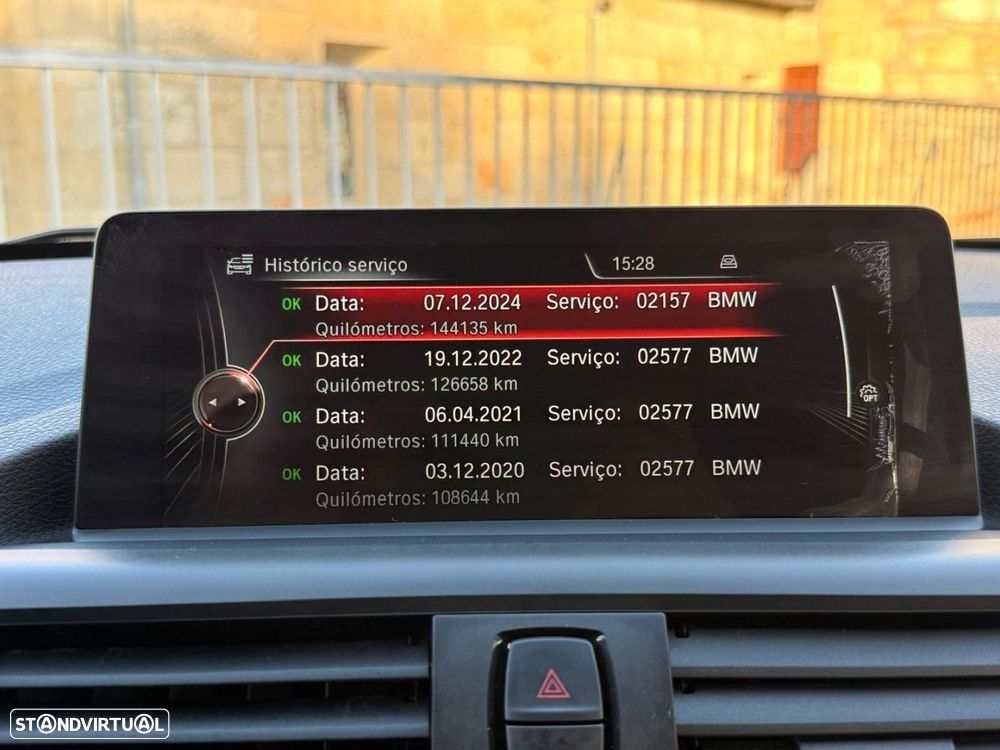 Histórico serviço 15:28
OK Data: 07.12.2024 Serviço: 02157 BMW
Quilómetros: 144135 km
OK Data: 19.12.2022 Serviço: 02577 BMW
Quilómetros: 126658 km
OK Data: 06.04.2021 Serviço: 02577 BMW
Quilómetros: 111440 km
OPT
OK Data: 03.12.2020 Serviço: 02577 BMW
Quilómetros: 108644 km
STANDVIRTUAL